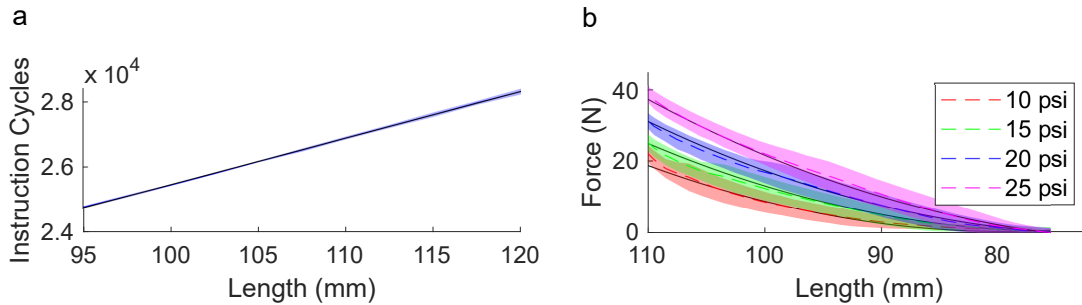 a
x 10^4
Instruction Cycles
2.8
2.6
2.4
95 100 105 110 115 120
Length (mm)
b
Force (N)
40
20
0
110 100 90 80
Length (mm)
10 psi
15 psi
20 psi
25 psi